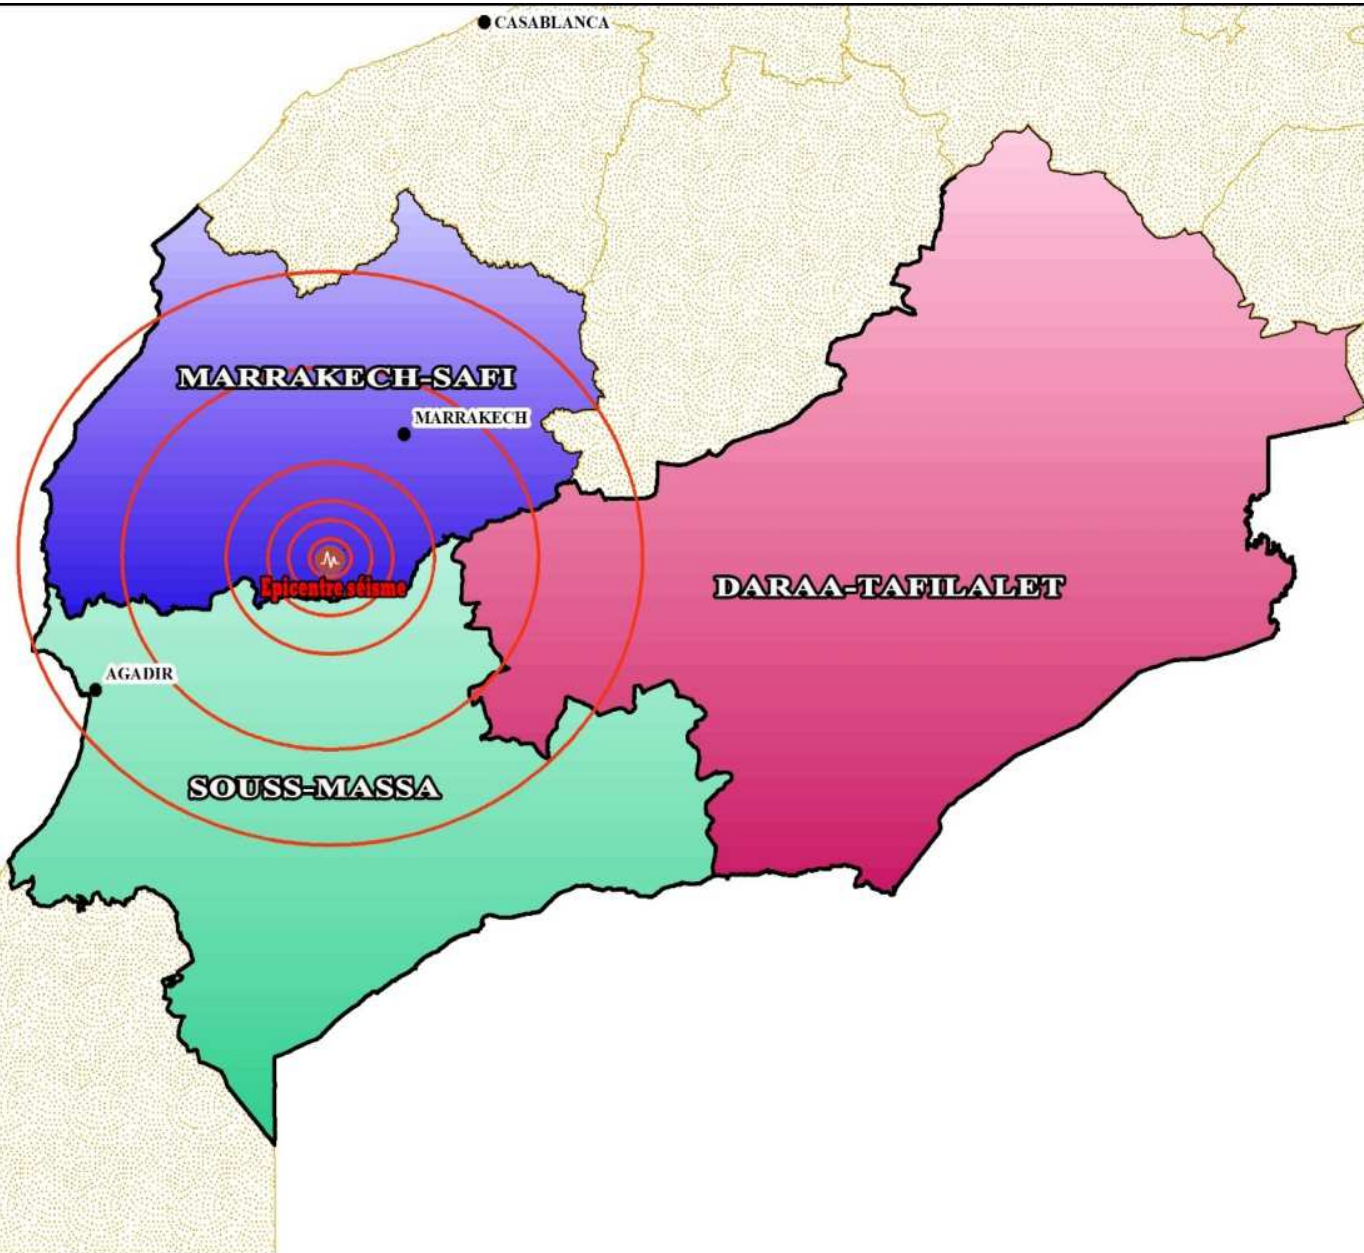 CASABLANCA
MARRAKECH-SAFI
MARRAKECH
Epicentre séisme
DARAA-TAFILALET
AGADIR
SOUSS-MASSA